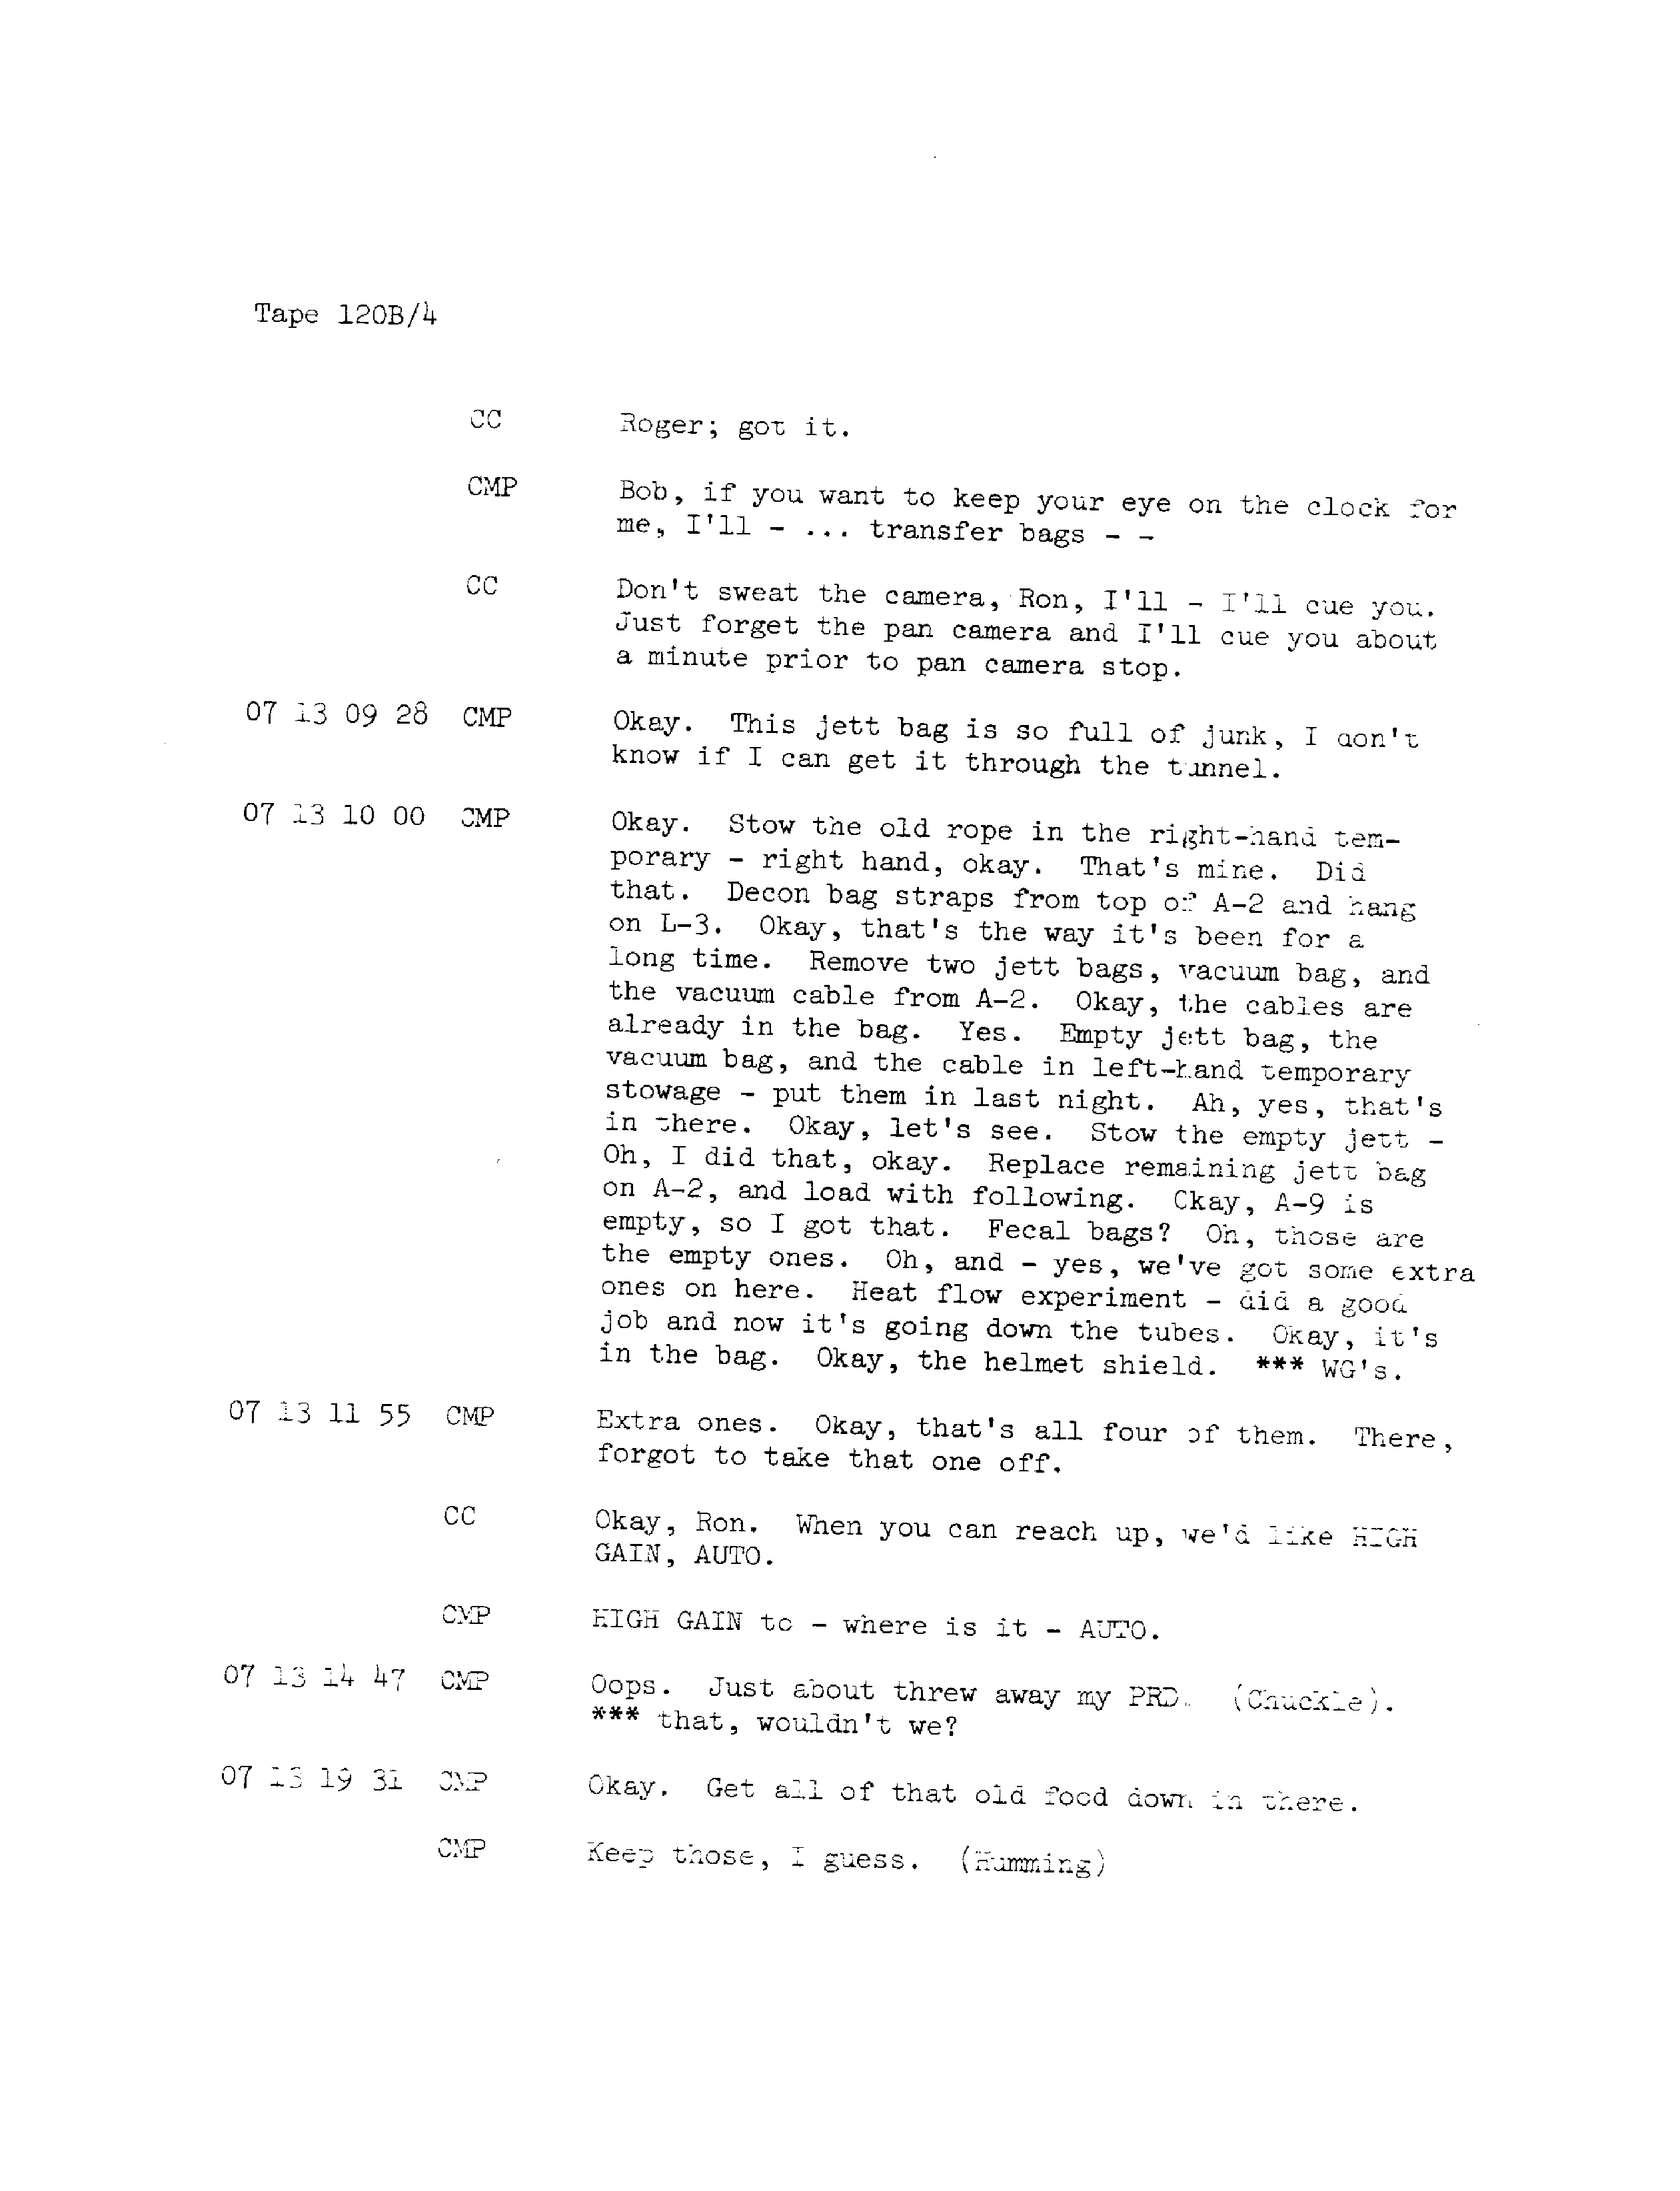 Tape 120B/4
CC Roger; got it.
CMP Bob, if you want to keep your eye on the clock for
me, I'll - ... transfer bags - -
CC Don't sweat the camera, Ron, I'll - I'll cue you.
Just forget the pan camera and I'll cue you about
a minute prior to pan camera stop.
07 13 09 28 CMP Okay. This jett bag is so full of junk, I don't
know if I can get it through the tunnel.
07 13 10 00 CMP Okay. Stow the old rope in the right-hand tem-
porary - right hand, okay. That's mine. Did
that. Decon bag straps from top of A-2 and hang
on L-3. Okay, that's the way it's been for a
long time. Remove two jett bags, vacuum bag, and
the vacuum cable from A-2. Okay, the cables are
already in the bag. Yes. Empty jett bag, the
vacuum bag, and the cable in left-hand temporary
stowage - put them in last night. Ah, yes, that's
in there. Okay, let's see. Stow the empty jett -
Oh, I did that, okay. Replace remaining jett bag
on A-2, and load with following. Okay, A-9 is
empty, so I got that. Fecal bags? Oh, those are
the empty ones. Oh, and - yes, we've got some extra
ones on here. Heat flow experiment - did a good
job and now it's going down the tubes. Okay, it's
in the bag. Okay, the helmet shield. *** WG's.
07 13 11 55 CMP Extra ones. Okay, that's all four of them. There,
forgot to take that one off.
CC Okay, Ron. When you can reach up, we'd like HIGH
GAIN, AUTO.
CMP HIGH GAIN to - where is it - AUTO.
07 13 14 47 CMP Oops. Just about threw away my PRD. (Chuckle).
*** that, wouldn't we?
07 13 19 31 CMP Okay. Get all of that old food down in there.
CMP Keep those, I guess. (Humming)